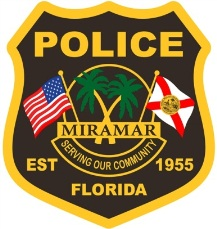 POLICE
MIRAMAR
SERVING OUR COMMUNITY
EST 1955
FLORIDA